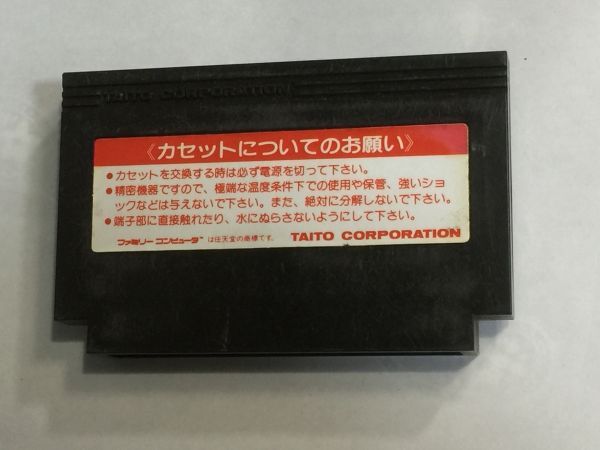 TAITO CORPORATION
《カセットについてのお願い》
●カセットを交換する時は必ず電源を切って下さい。
●精密機器ですので、極端な温度条件下での使用や保管、強いショ
ックなどは与えないで下さい。また、絶対に分解しないで下さい。
●端子部に直接触れたり、水にぬらさないようにして下さい。
ファミリーコンピュータ™は任天堂の商標です。 TAITO CORPORATION